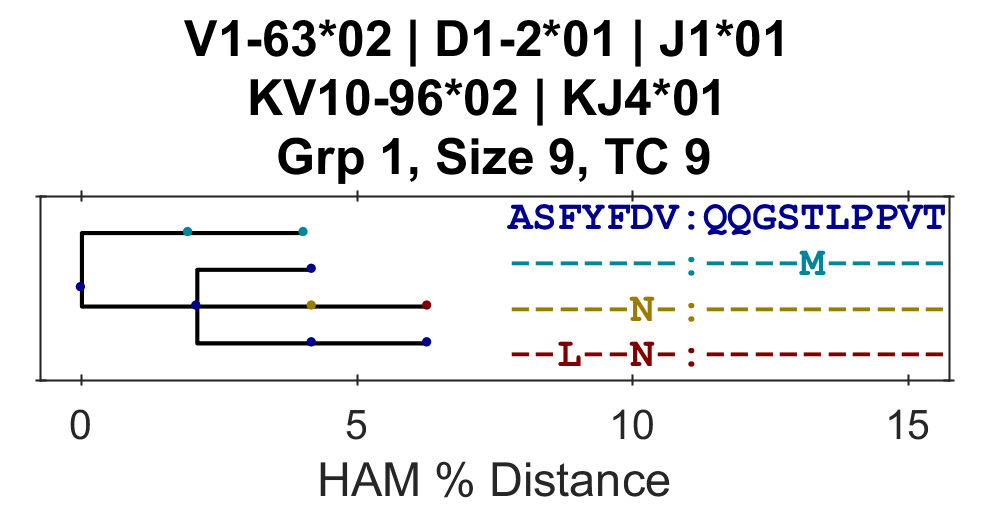 V1-63*02 | D1-2*01 | J1*01
KV10-96*02 | KJ4*01
Grp 1, Size 9, TC 9
ASFYFDV:QQGSTLPPVT
-------:----M-----
-----N-:----------
--L--N-:----------
0 5 10 15
HAM % Distance